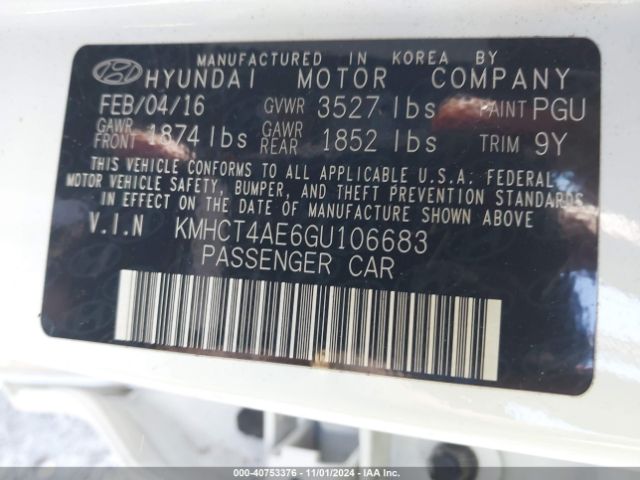 MANUFACTURED IN KOREA BY
HYUNDAI MOTOR COMPANY
FEB/04/16 GVWR 3527 lbs PAINT PGU
GAWR FRONT 1874 lbs GAWR REAR 1852 lbs TRIM 9Y
THIS VEHICLE CONFORMS TO ALL APPLICABLE U.S.A. FEDERAL
MOTOR VEHICLE SAFETY, BUMPER, AND THEFT PREVENTION STANDARDS
IN EFFECT ON THE DATE OF MANUFACTURE SHOWN ABOVE
V.I.N KMHCT4AE6GU106683
PASSENGER CAR
© - 40753376 - 11/01/2024 - IAA Inc.